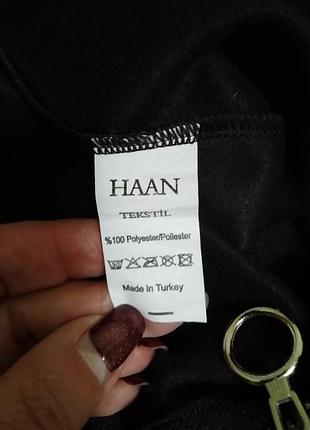 HAAN
TEKSTİL
%100 Polyester/Poliester
Made in Turkey